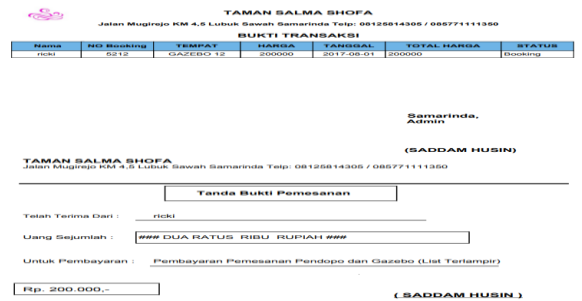 TAMAN SALMA SHOFA
Jalan Mugirejo KM 4,5 Lubuk Sawah Samarinda Telp: 08125814305 / 085771111350
BUKTI TRANSAKSI
Nama NO Booking TEMPAT HARGA TANGGAL TOTAL HARGA STATUS
ricki 5212 GAZEBO 12 200000 2017-08-01 200000 Booking
Samarinda,
Admin
(SADDAM HUSIN)
TAMAN SALMA SHOFA
Jalan Mugirejo KM 4,5 Lubuk Sawah Samarinda Telp: 08125814305 / 085771111350
Tanda Bukti Pemesanan
Telah Terima Dari : ricki
Uang Sejumlah : ### DUA RATUS RIBU RUPIAH ###
Untuk Pembayaran : Pembayaran Pemesanan Pendopo dan Gazebo (List Terlampir)
Rp. 200.000,-
( SADDAM HUSIN )